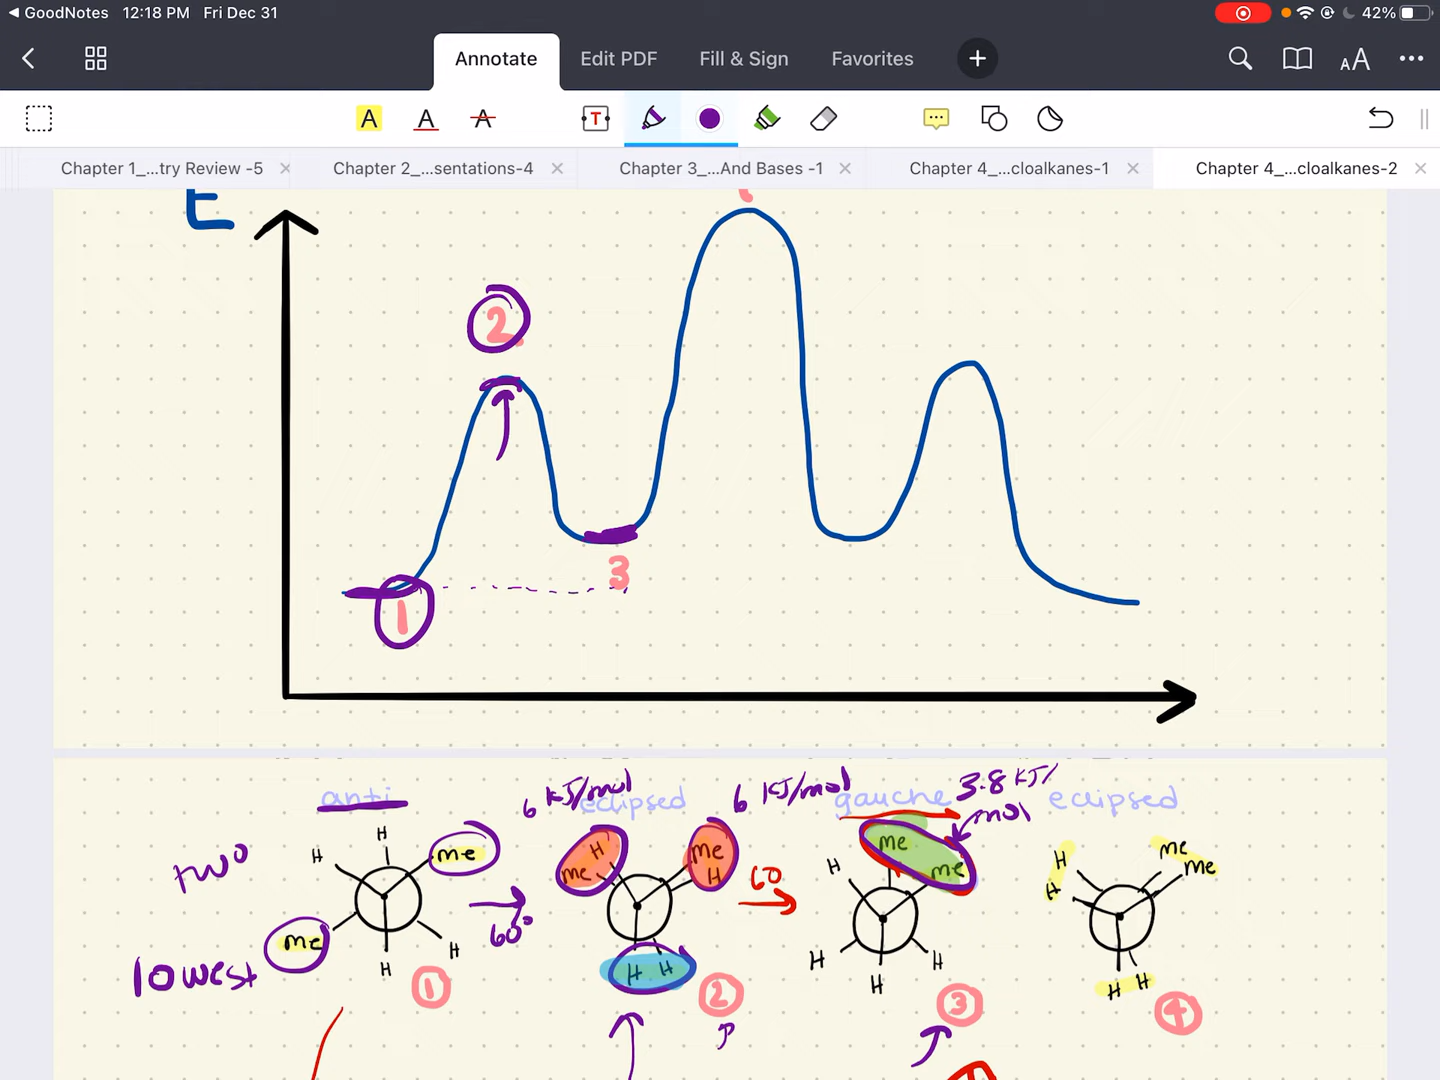 GoodNotes 12:18 PM Fri Dec 31 42%
Annotate Edit PDF Fill & Sign Favorites
A A A T AA
Chapter 1_...try Review -5 Chapter 2_...sentations-4 Chapter 3_...And Bases -1 Chapter 4_...cloalkanes-1 Chapter 4_...cloalkanes-2
E
2
3
1
anti 6 KJ/mol eclipsed 6 KJ/mol gauche 3.8 KJ/mol eclipsed
H H me
me H H
1
two
lowest
60°
H me
me H
H H
2
60
me me
H
H H
H
3
H me
H me
H H
4